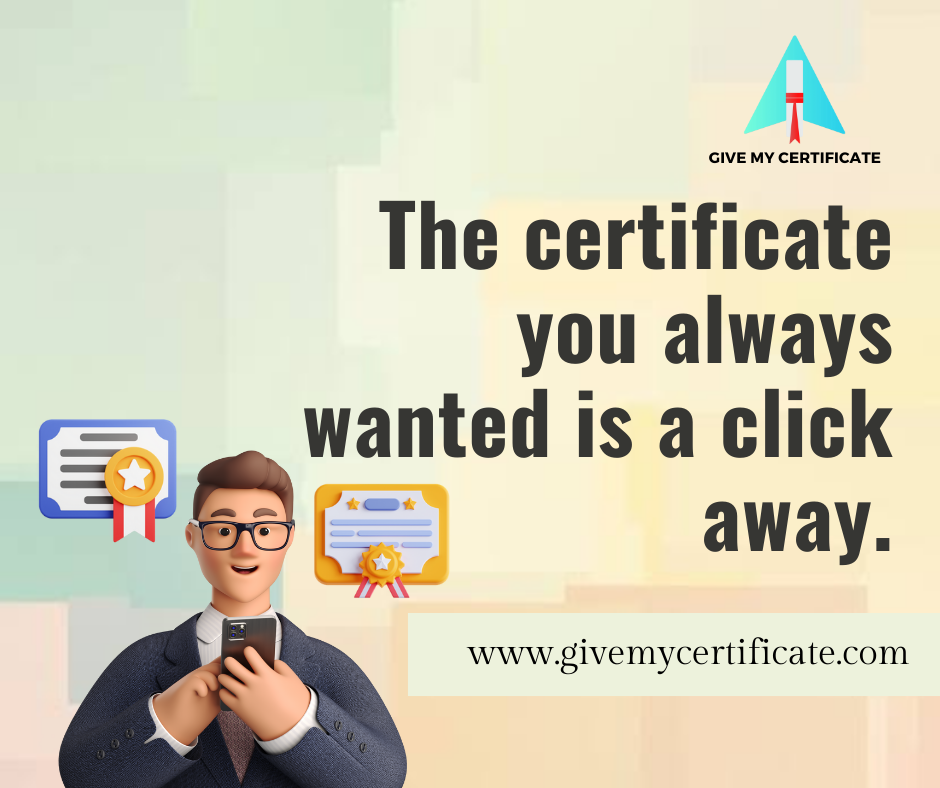 GIVE MY CERTIFICATE
The certificate
you always
wanted is a click
away.
www.givemycertificate.com